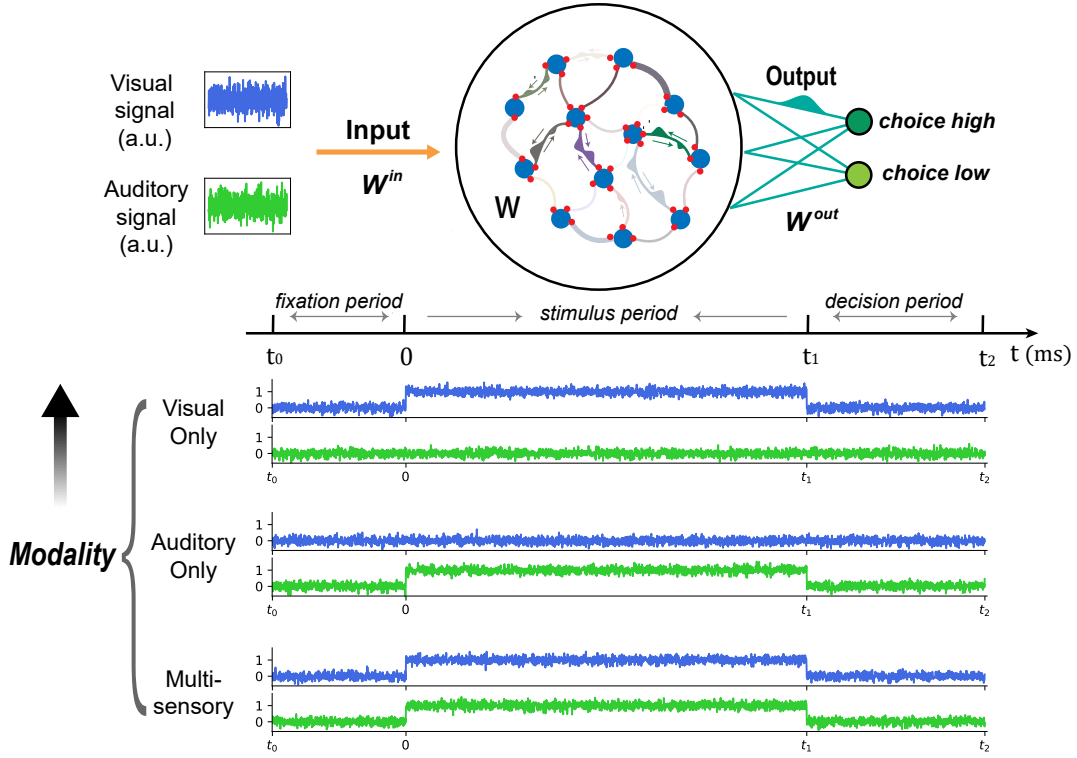 Visual
signal
(a.u.)
Auditory
signal
(a.u.)
Input
W^in
W
Output
choice high
choice low
W^out
fixation period
stimulus period
decision period
t₀ 0 t₁ t₂ t (ms)
Modality
Visual
Only
1
0
1
0
t₀ 0 t₁ t₂
Auditory
Only
1
0
1
0
t₀ 0 t₁ t₂
Multi-
sensory
1
0
1
0
t₀ 0 t₁ t₂